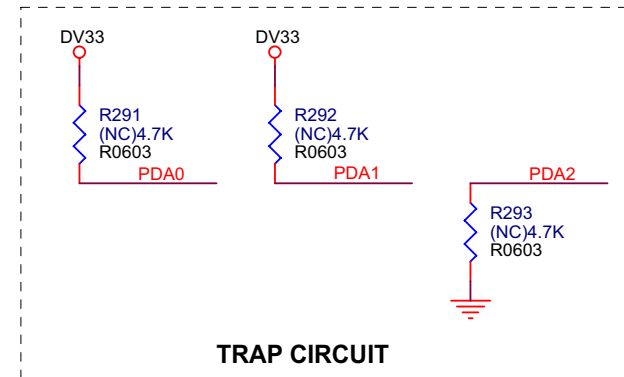 DV33
DV33
R291
(NC)4.7K
R0603
R292
(NC)4.7K
R0603
PDA0
PDA1
PDA2
R293
(NC)4.7K
R0603
TRAP CIRCUIT